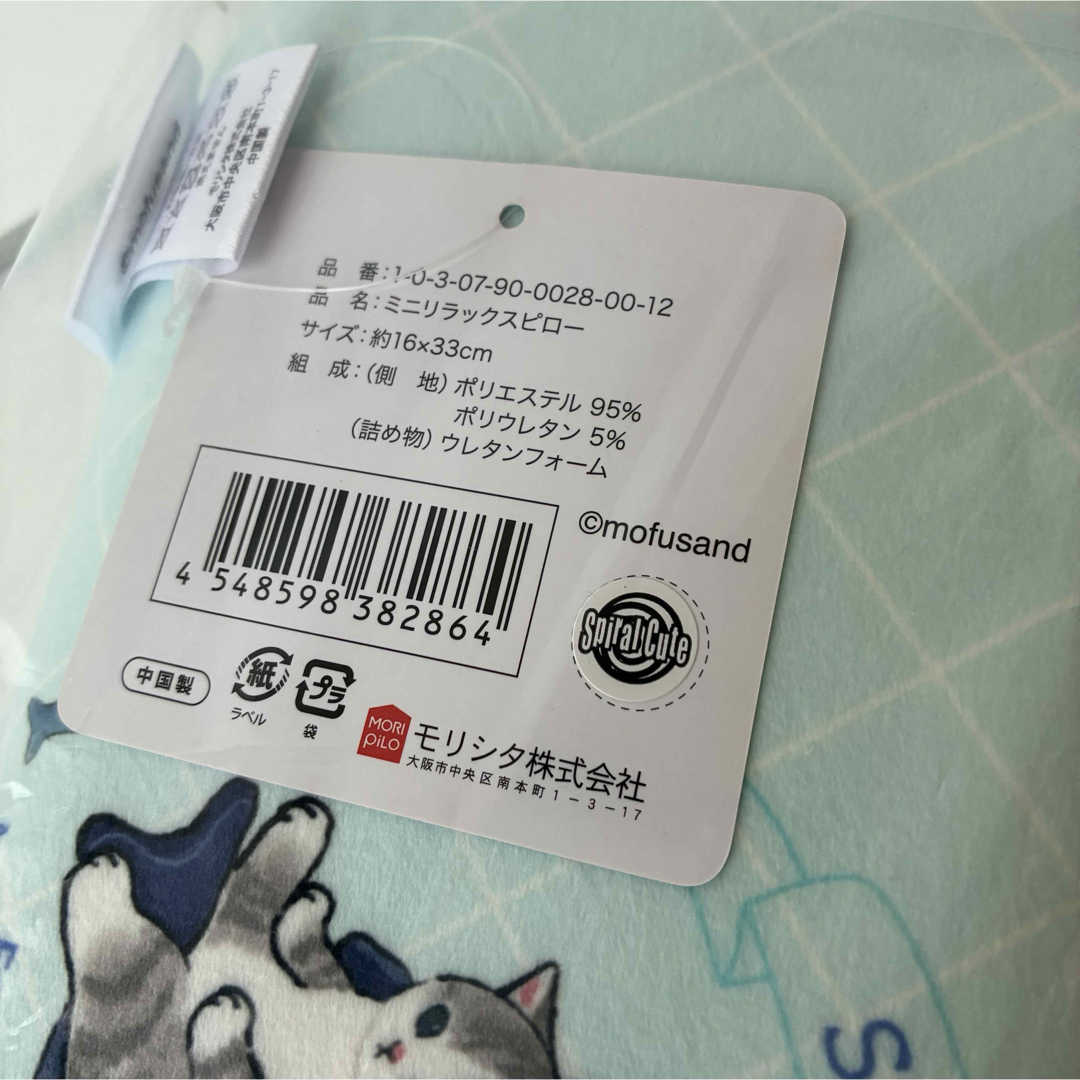 品 番:1-0-3-07-90-0028-00-12
品 名:ミニリラックスピロー
サイズ:約16×33cm
組 成:(側 地)ポリエステル 95%
ポリウレタン 5%
(詰め物)ウレタンフォーム
4 548598 382864
©mofusand
Spiral Cute
中国製
紙
ラベル
プラ
袋
MORI
PiLO
モリシタ株式会社
大阪市中央区南本町1-3-17
中国製
S